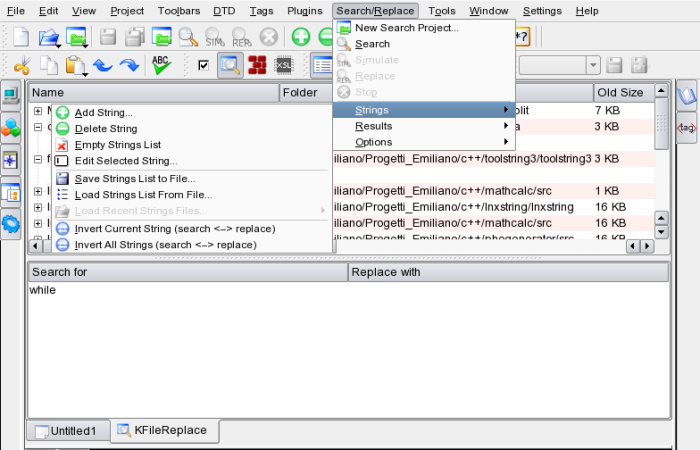 File Edit View Project Toolbars DTD Tags Plugins Search/Replace Tools Window Settings Help
New Search Project...
Search
Simulate
Replace
Stop
Strings
Results
Options
SIM. REPL *?
ABC XSL
Name Folder Old Size
Add String...
Delete String
Empty Strings List
Edit Selected String...
Save Strings List to File...
Load Strings List From File...
Load Recent Strings Files...
Invert Current String (search <–> replace)
Invert All Strings (search <–> replace)
plit 7 KB
a 3 KB
iliano/Progetti_Emiliano/c++/toolstring3/toolstring3 3 KB
iliano/Progetti_Emiliano/c++/mathcalc/src 1 KB
iliano/Progetti_Emiliano/c++/lnxstring/lnxstring 16 KB
iliano/Progetti_Emiliano/c++/mathcalc/src 16 KB
iliano/Progetti_Emiliano/c++/phogenerator/src 16 KB
<tag>
Search for Replace with
while
Untitled1 KFileReplace